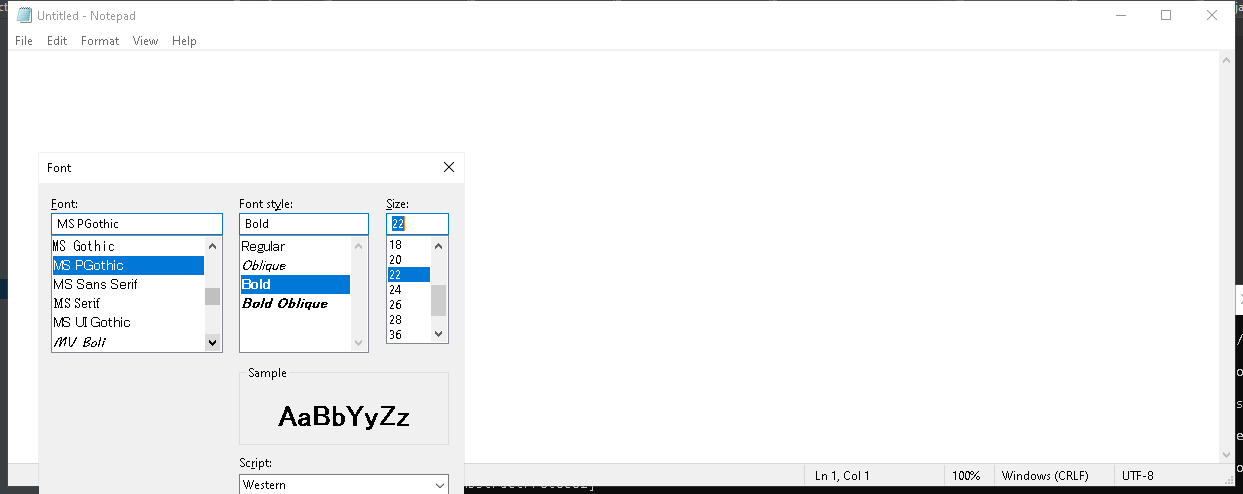 Untitled - Notepad
File Edit Format View Help
Font
Font: Font style: Size:
MS PGothic Bold 22
MS Gothic Regular 18
MS PGothic Oblique 20
MS Sans Serif Bold 22
MS Serif Bold Oblique 24
MS UI Gothic 26
MV Boli 28
36
Sample
AaBbYyZz
Script:
Western
Ln 1, Col 1 100% Windows (CRLF) UTF-8